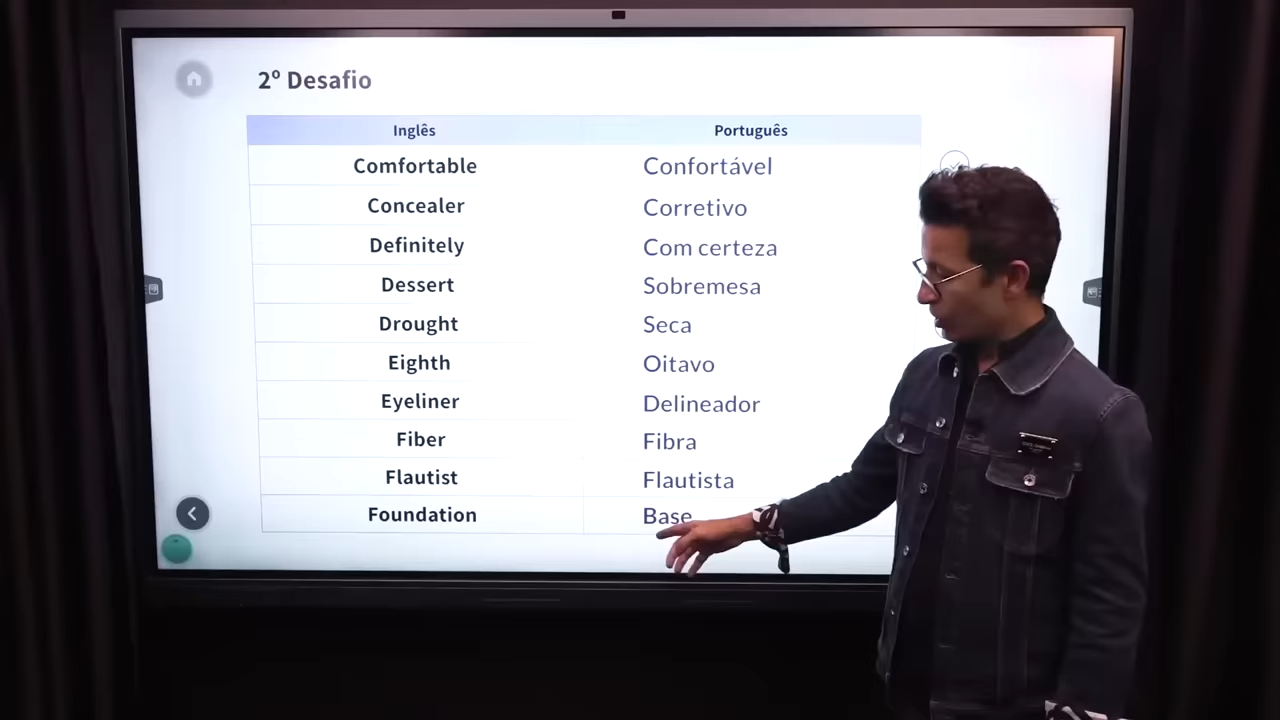 2º Desafio
Inglês Português
Comfortable Confortável
Concealer Corretivo
Definitely Com certeza
Dessert Sobremesa
Drought Seca
Eighth Oitavo
Eyeliner Delineador
Fiber Fibra
Flautist Flautista
Foundation Base